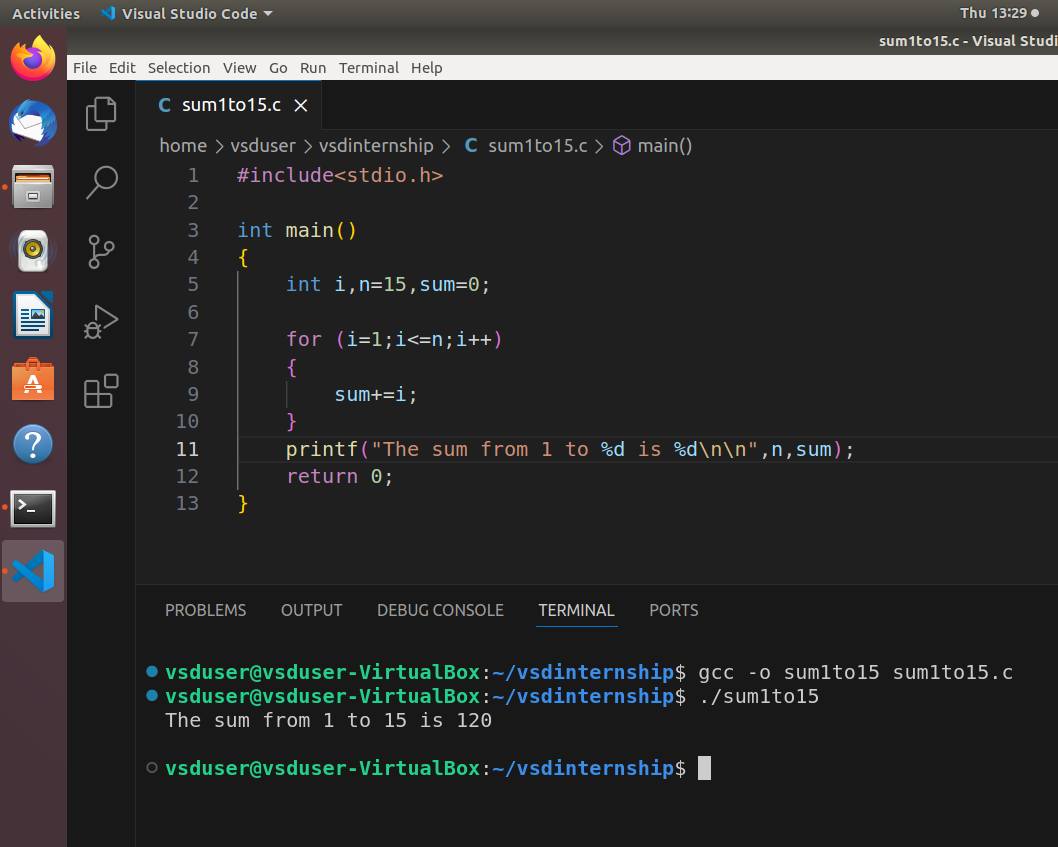 Activities Visual Studio Code Thu 13:29
sum1to15.c - Visual Studi
File Edit Selection View Go Run Terminal Help
C sum1to15.c
home > vsduser > vsdinternship > C sum1to15.c > main()
1 #include<stdio.h>
2
3 int main()
4 {
5 int i,n=15,sum=0;
6
7 for (i=1;i<=n;i++)
8 {
9 sum+=i;
10 }
11 printf("The sum from 1 to %d is %d\n\n",n,sum);
12 return 0;
13 }
PROBLEMS OUTPUT DEBUG CONSOLE TERMINAL PORTS
vsduser@vsduser-VirtualBox:~/vsdinternship$ gcc -o sum1to15 sum1to15.c
vsduser@vsduser-VirtualBox:~/vsdinternship$ ./sum1to15
The sum from 1 to 15 is 120
vsduser@vsduser-VirtualBox:~/vsdinternship$